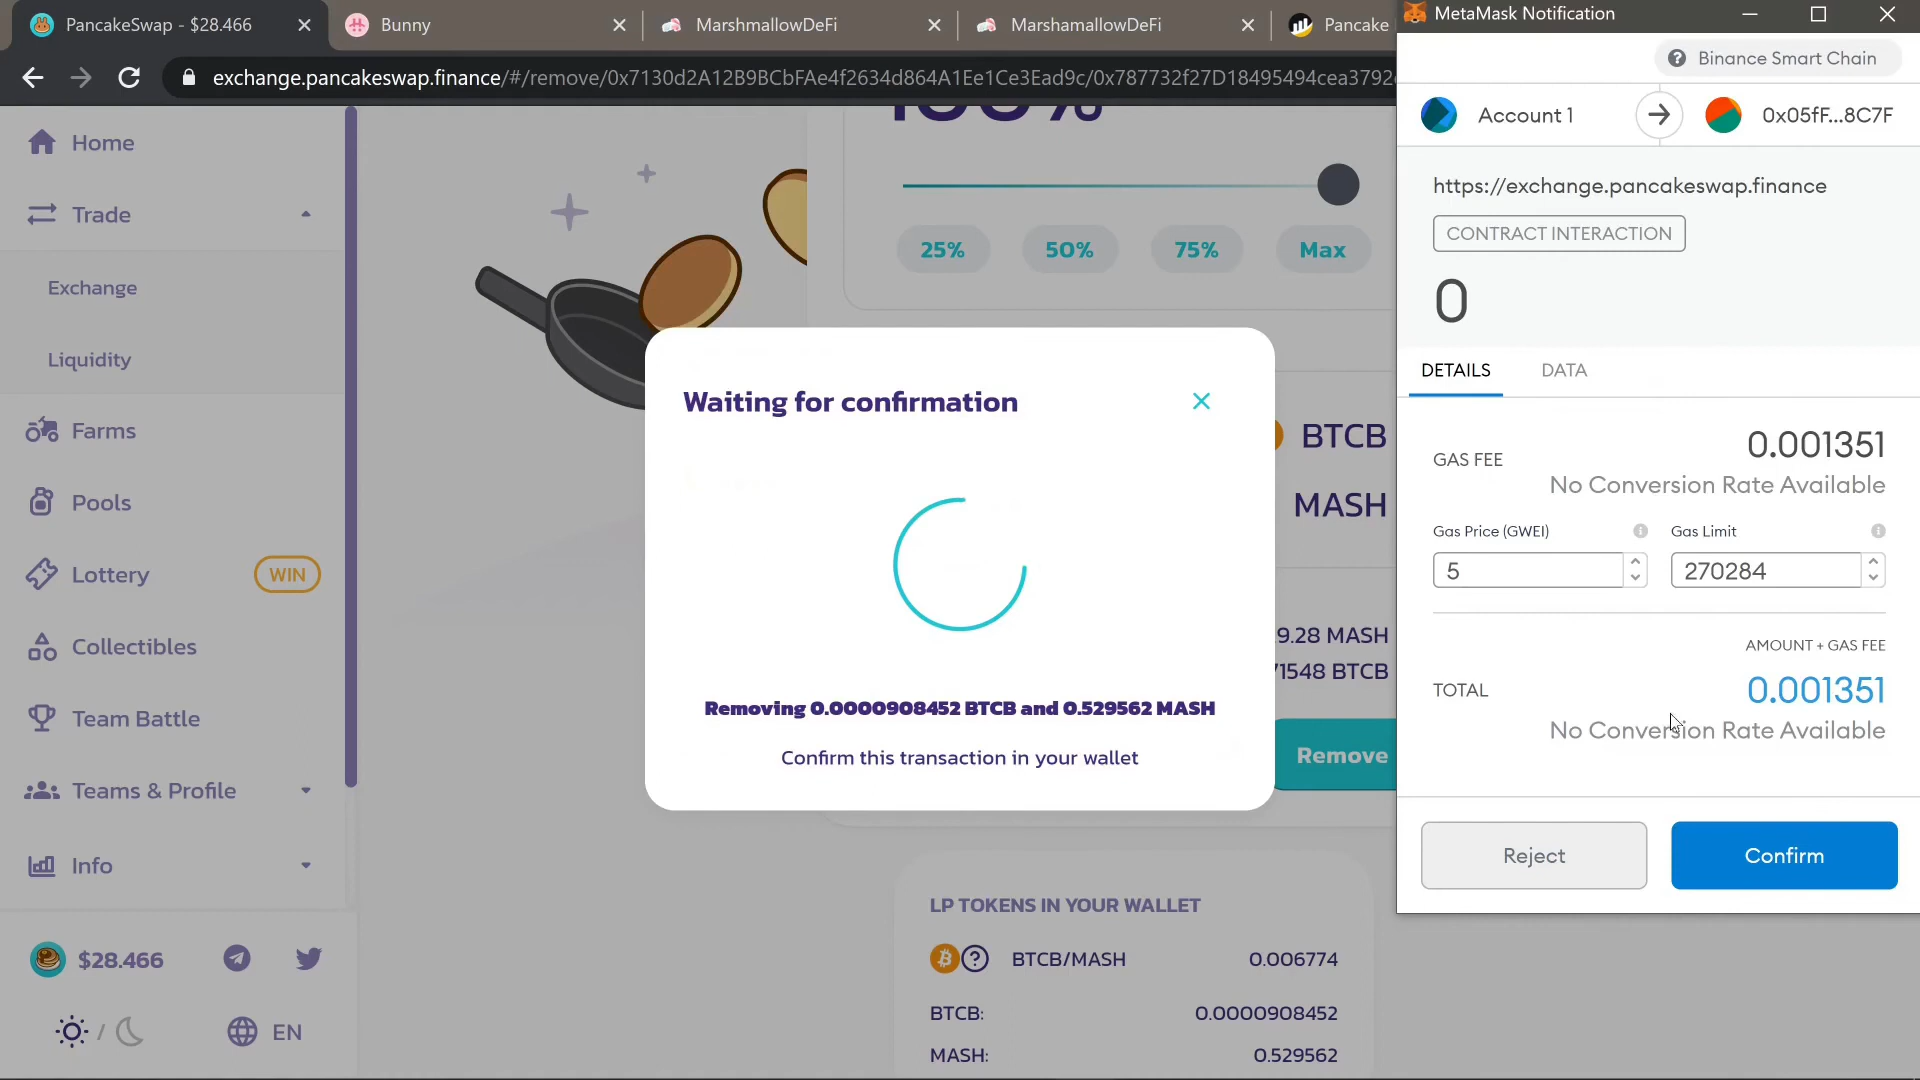 PancakeSwap - $28.466
Bunny
MarshmallowDeFi
MarshamallowDeFi
Pancake
MetaMask Notification
exchange.pancakeswap.finance/#/remove/0x7130d2A12B9BCbFAe4f2634d864A1Ee1Ce3Ead9c/0x787732f27D18495494cea3792
Binance Smart Chain
Account 1
0x05fF...8C7F
https://exchange.pancakeswap.finance
CONTRACT INTERACTION
0
DETAILS
DATA
GAS FEE
0.001351
No Conversion Rate Available
Gas Price (GWEI)
Gas Limit
5
270284
AMOUNT + GAS FEE
TOTAL
0.001351
No Conversion Rate Available
Reject
Confirm
Home
Trade
Exchange
Liquidity
Farms
Pools
Lottery
WIN
Collectibles
Team Battle
Teams & Profile
Info
$28.466
/
EN
100%
25%
50%
75%
Max
BTCB
MASH
9.28 MASH
71548 BTCB
Remove
Waiting for confirmation
Removing 0.0000908452 BTCB and 0.529562 MASH
Confirm this transaction in your wallet
LP TOKENS IN YOUR WALLET
BTCB/MASH
0.006774
BTCB:
0.0000908452
MASH:
0.529562